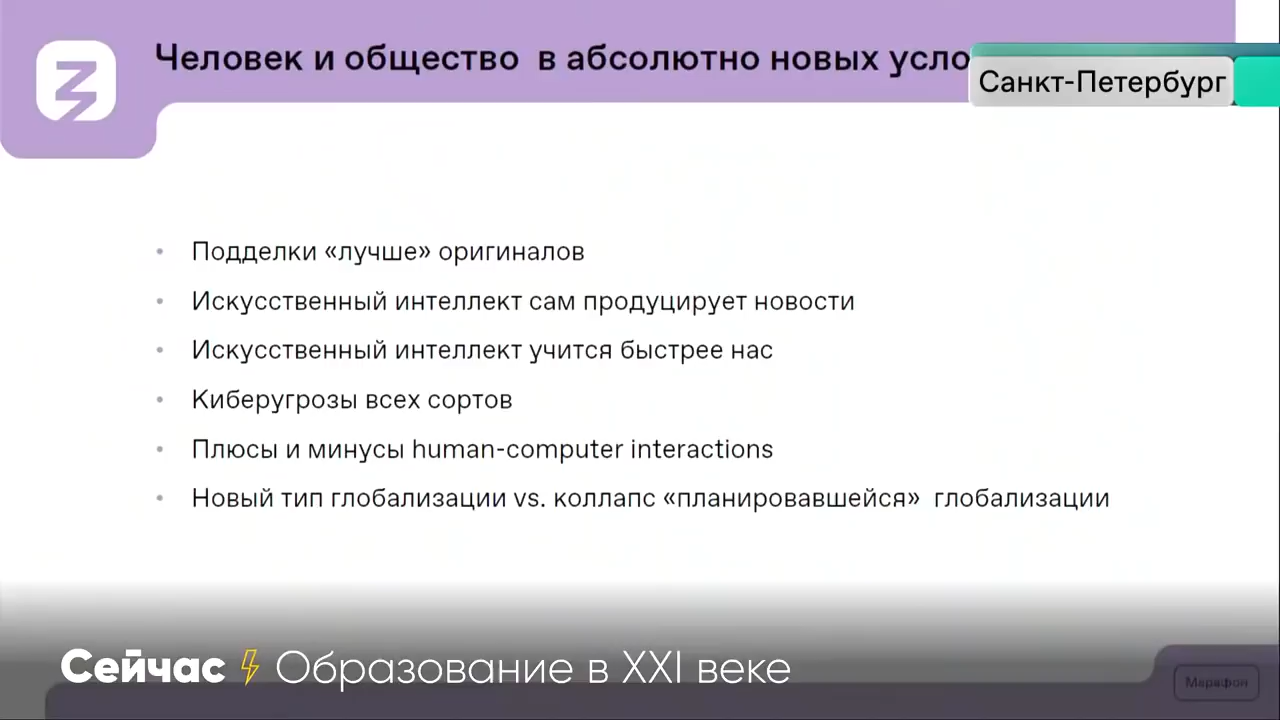 Человек и общество в абсолютно новых усло
Санкт-Петербург
• Подделки «лучше» оригиналов
• Искусственный интеллект сам продуцирует новости
• Искусственный интеллект учится быстрее нас
• Киберугрозы всех сортов
• Плюсы и минусы human-computer interactions
• Новый тип глобализации vs. коллапс «планировавшейся» глобализации
Сейчас ⚡ Образование в XXI веке
Марафон